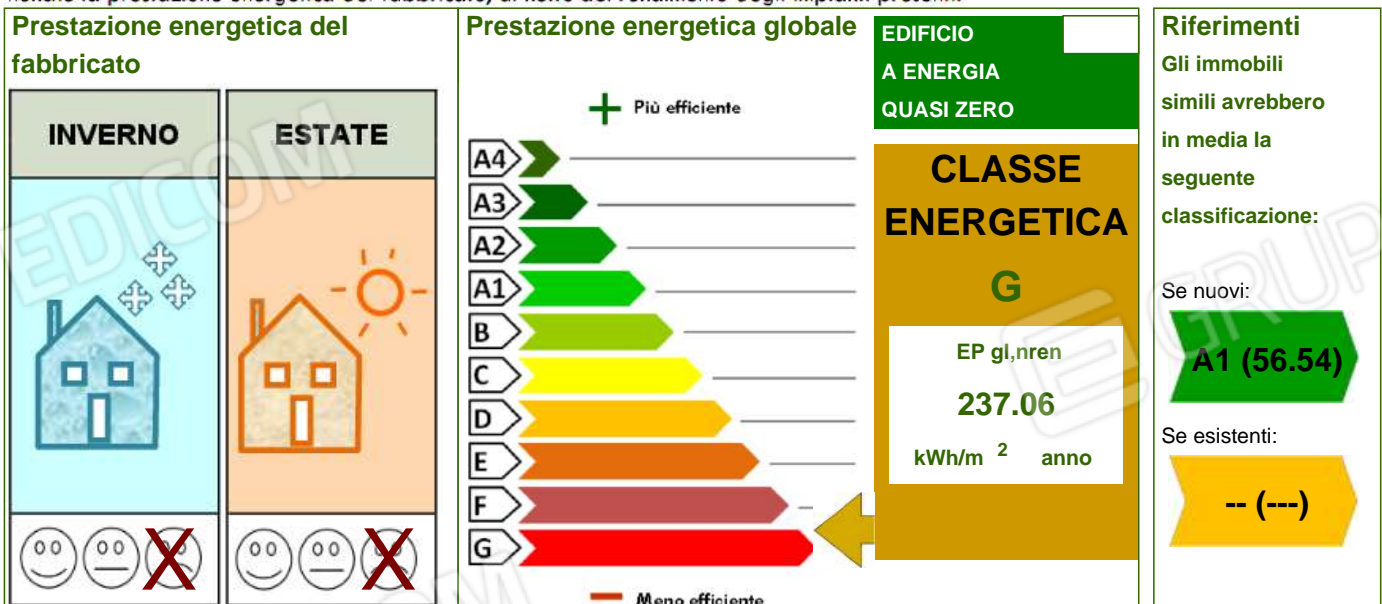 Prestazione energetica del
fabbricato
INVERNO
ESTATE
Prestazione energetica globale
Più efficiente
A4
A3
A2
A1
B
C
D
E
F
G
Meno efficiente
EDIFICIO
A ENERGIA
QUASI ZERO
CLASSE
ENERGETICA
G
EP gl,nren
237.06
kWh/m 2 anno
Riferimenti
Gli immobili
simili avrebbero
in media la
seguente
classificazione:
Se nuovi:
A1 (56.54)
Se esistenti:
-- (---)
EDICOM
E GRUP